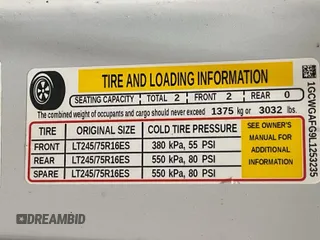 TIRE AND LOADING INFORMATION
SEATING CAPACITY TOTAL 2 FRONT 2 REAR 0
The combined weight of occupants and cargo should never exceed 1375 kg or 3032 lbs.
TIRE ORIGINAL SIZE COLD TIRE PRESSURE
FRONT LT245/75R16ES 380 kPa, 55 PSI
REAR LT245/75R16ES 550 kPa, 80 PSI
SPARE LT245/75R16ES 550 kPa, 80 PSI
SEE OWNER'S
MANUAL FOR
ADDITIONAL
INFORMATION
1GCWGAFG9L1253235
DREAMBID